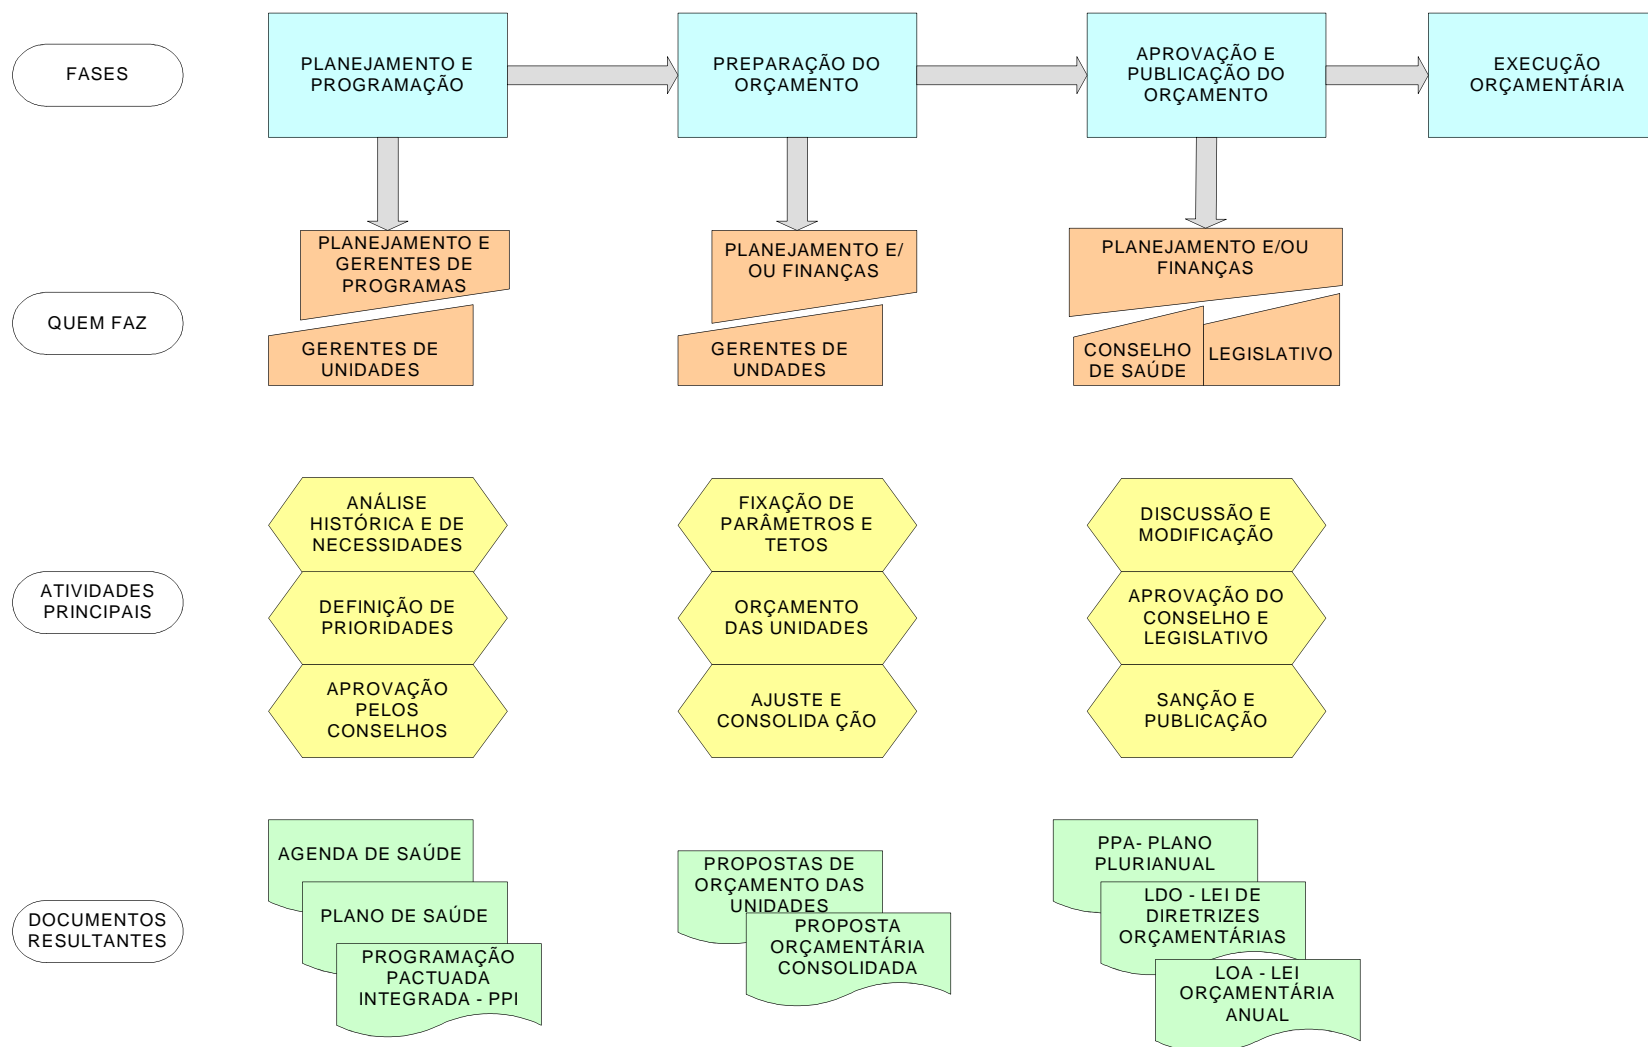 FASES
PLANEJAMENTO E
PROGRAMAÇÃO
PREPARAÇÃO DO
ORÇAMENTO
APROVAÇÃO E
PUBLICAÇÃO DO
ORÇAMENTO
EXECUÇÃO
ORÇAMENTÁRIA
QUEM FAZ
PLANEJAMENTO E
GERENTES DE
PROGRAMAS
GERENTES DE
UNIDADES
PLANEJAMENTO E/
OU FINANÇAS
GERENTES DE
UNDADES
PLANEJAMENTO E/OU
FINANÇAS
CONSELHO
DE SAÚDE
LEGISLATIVO
ATIVIDADES
PRINCIPAIS
ANÁLISE
HISTÓRICA E DE
NECESSIDADES
DEFINIÇÃO DE
PRIORIDADES
APROVAÇÃO
PELOS
CONSELHOS
FIXAÇÃO DE
PARÂMETROS E
TETOS
ORÇAMENTO
DAS UNIDADES
AJUSTE E
CONSOLIDA ÇÃO
DISCUSSÃO E
MODIFICAÇÃO
APROVAÇÃO DO
CONSELHO E
LEGISLATIVO
SANÇÃO E
PUBLICAÇÃO
DOCUMENTOS
RESULTANTES
AGENDA DE SAÚDE
PLANO DE SAÚDE
PROGRAMAÇÃO
PACTUADA
INTEGRADA - PPI
PROPOSTAS DE
ORÇAMENTO DAS
UNIDADES
PROPOSTA
ORÇAMENTÁRIA
CONSOLIDADA
PPA- PLANO
PLURIANUAL
LDO - LEI DE
DIRETRIZES
ORÇAMENTÁRIAS
LOA - LEI
ORÇAMENTÁRIA
ANUAL